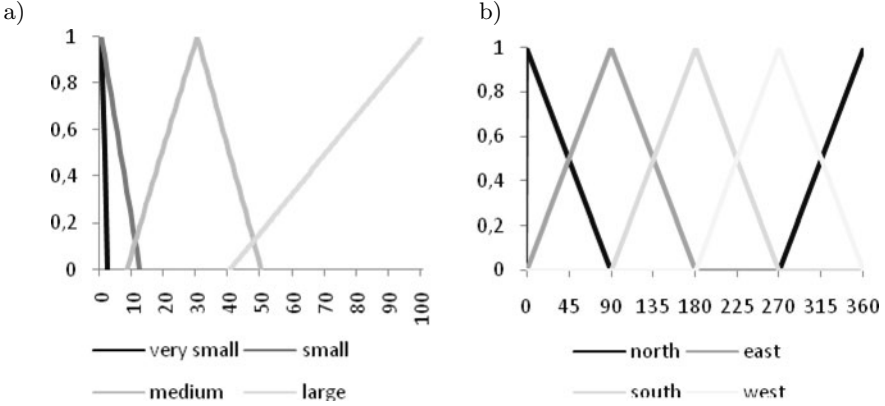 a)
1
0,8
0,6
0,4
0,2
0
0 10 20 30 40 50 60 70 80 90 100
very small small
medium large
b)
1
0,8
0,6
0,4
0,2
0
0 45 90 135 180 225 270 315 360
north east
south west